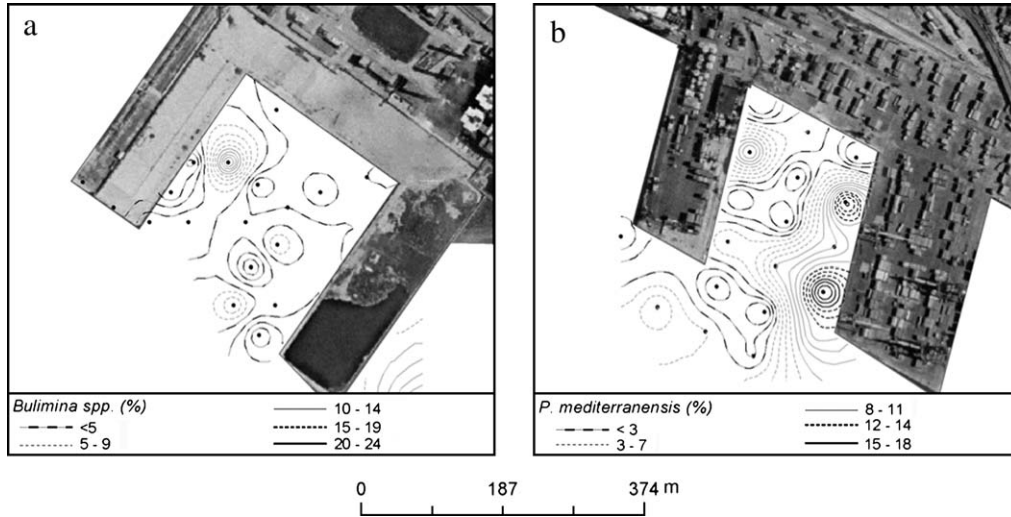 a
b
Bulimina spp. (%)
<5
5 - 9
10 - 14
15 - 19
20 - 24
P. mediterranensis (%)
< 3
3 - 7
8 - 11
12 - 14
15 - 18
0 187 374 m